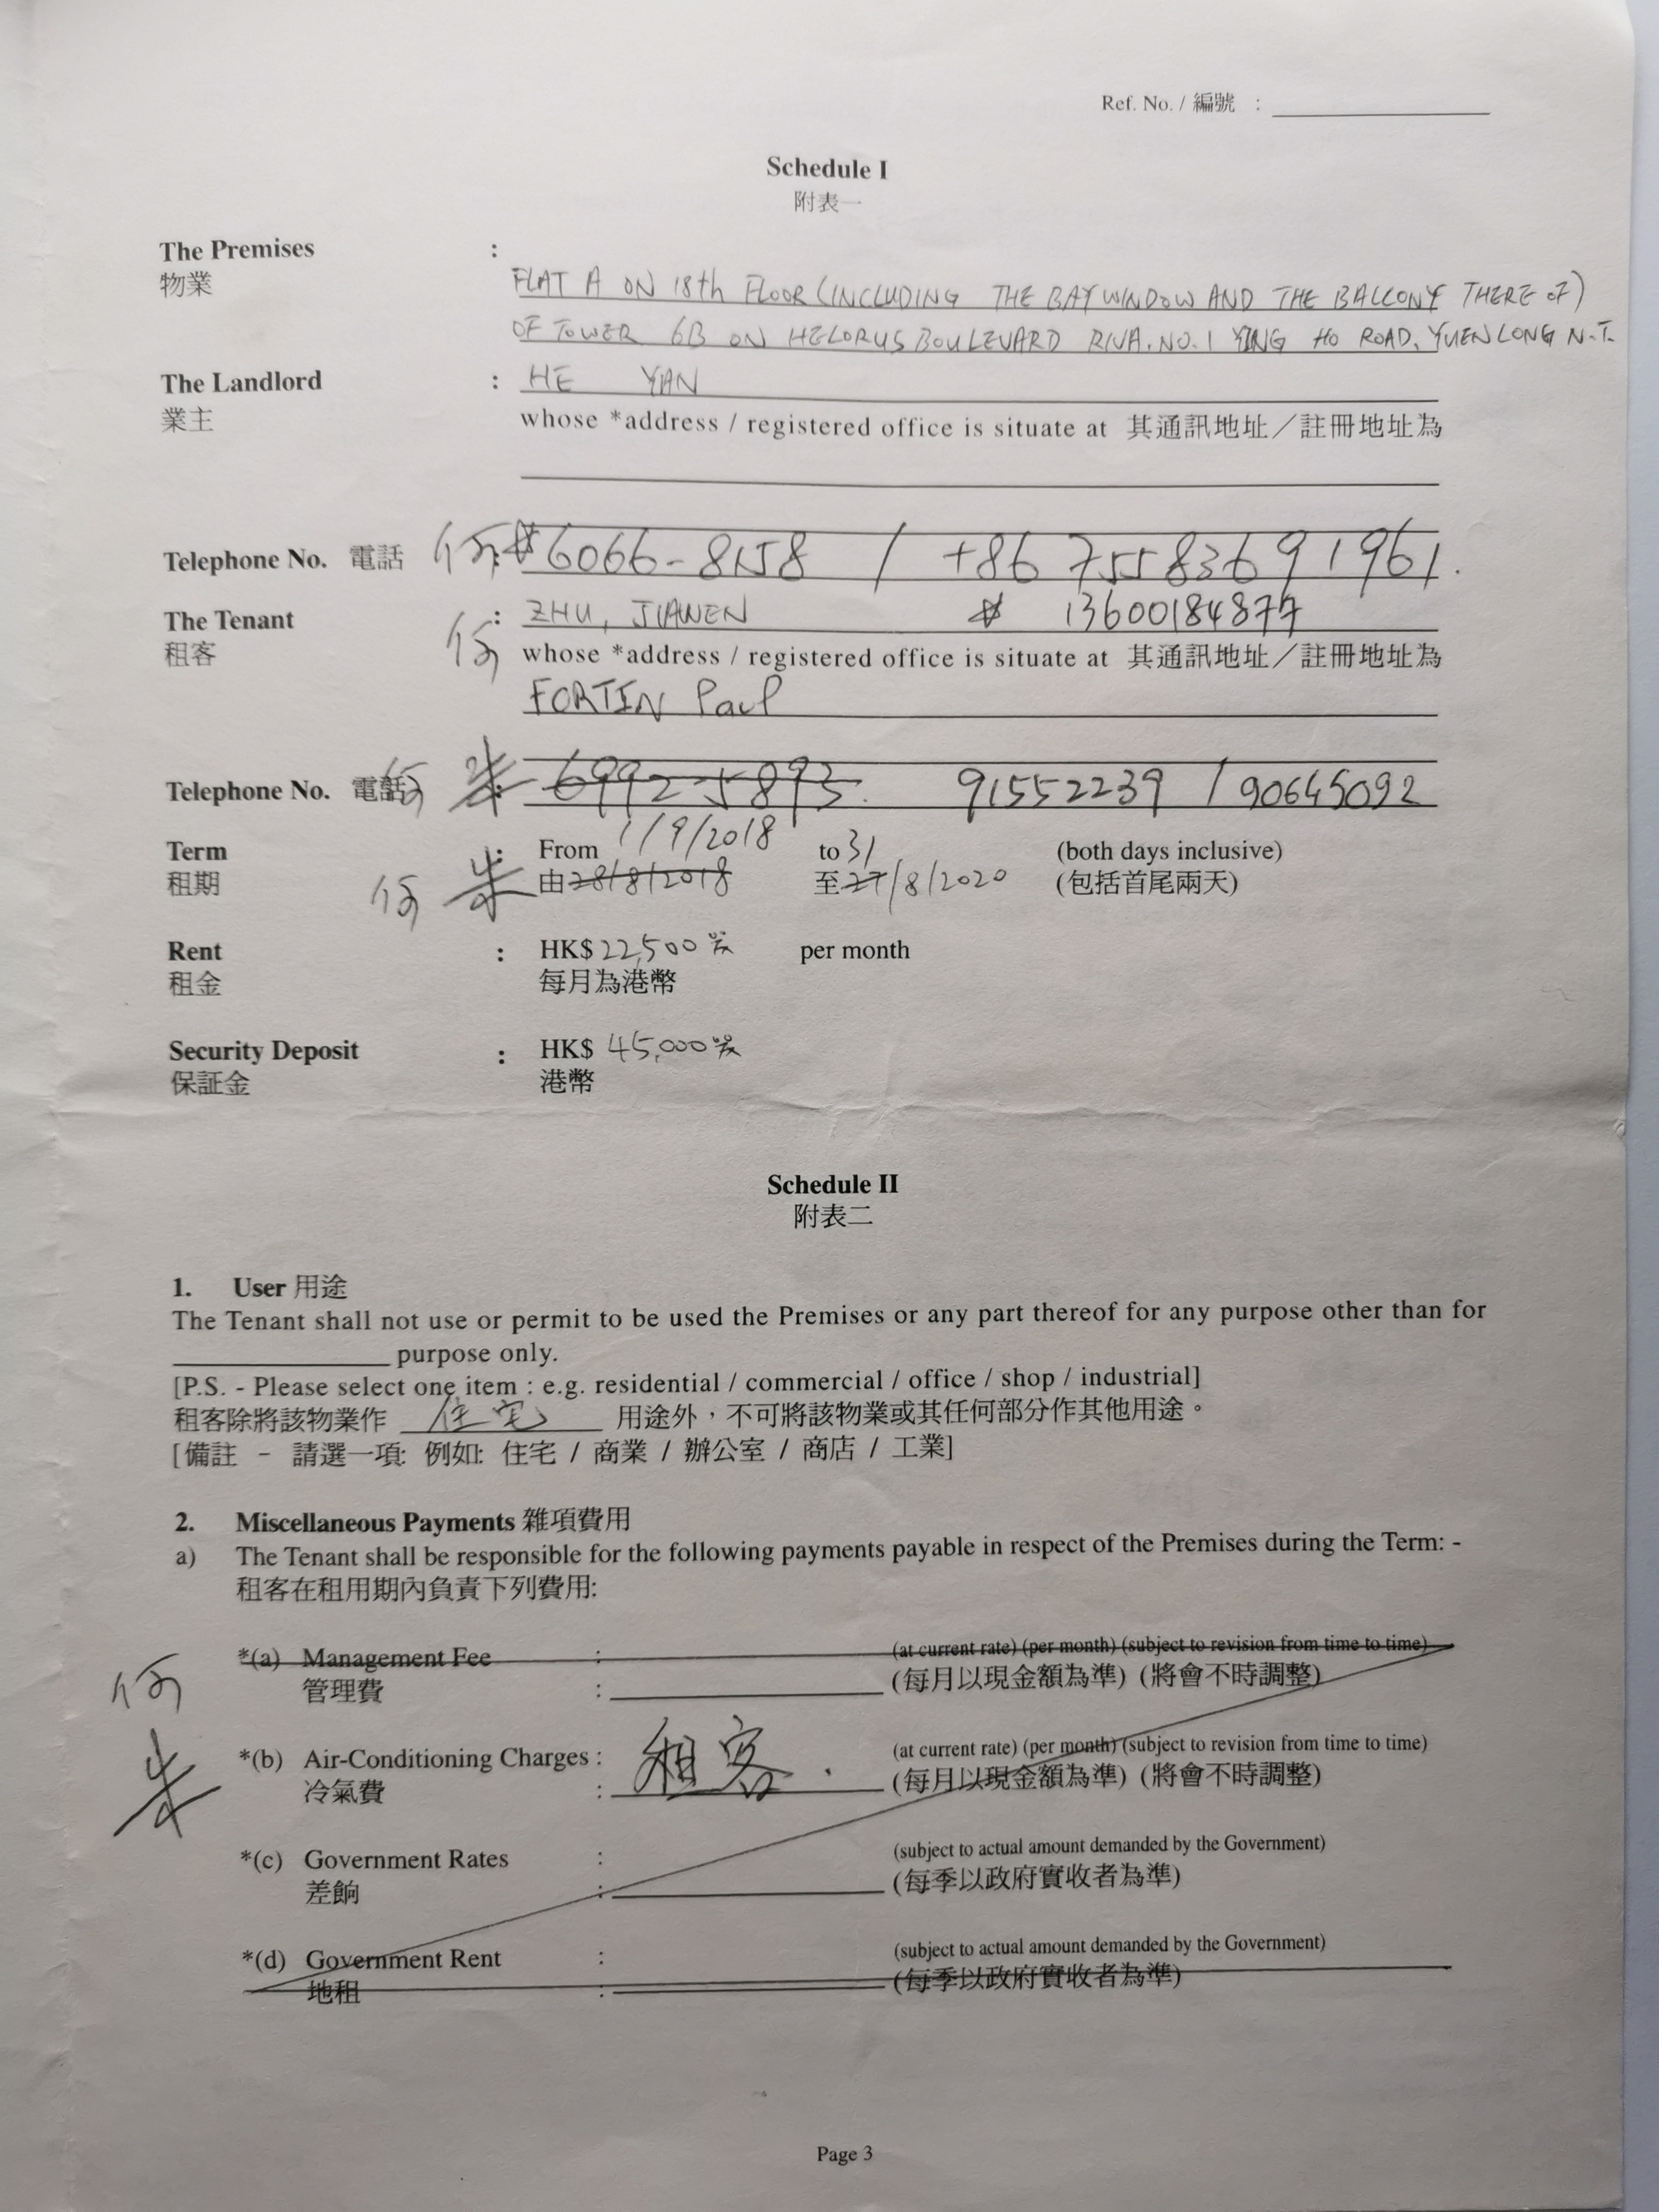 Ref. No. / 編號 :
Schedule I
附表一
The Premises :
物業
FLAT A ON 18th FLOOR (INCLUDING THE BAY WINDOW AND THE BALCONY THERE OF)
OF TOWER 6B ON HELORUS BOULEVARD RIVA. NO. 1 YING HO ROAD, YUEN LONG N.T.
The Landlord : HE YAN
業主
whose *address / registered office is situate at 其通訊地址／註冊地址為
Telephone No. 電話 何 : 6066-8158 / +86 75583691961.
The Tenant : ZHU, JIAWEN 13600184877
租客
何 whose *address / registered office is situate at 其通訊地址／註冊地址為
FORTIN Paul
Telephone No. 電話 何 朱 : 6992-5893. 91552239 / 90645092
Term : From 1/9/2018 to 31 (both days inclusive)
租期 何 朱 由 28/8/2018 至 27/8/2020 (包括首尾兩天)
Rent : HK$ 22,500 per month
租金 每月為港幣
Security Deposit : HK$ 45,000
保証金 港幣
Schedule II
附表二
1. User 用途
The Tenant shall not use or permit to be used the Premises or any part thereof for any purpose other than for
purpose only.
[P.S. - Please select one item : e.g. residential / commercial / office / shop / industrial]
租客除將該物業作 住宅 用途外，不可將該物業或其任何部分作其他用途。
[備註 - 請選一項: 例如: 住宅 / 商業 / 辦公室 / 商店 / 工業]
2. Miscellaneous Payments 雜項費用
a) The Tenant shall be responsible for the following payments payable in respect of the Premises during the Term: -
租客在租用期內負責下列費用:
*(a) Management Fee : (at current rate) (per month) (subject to revision from time to time)
何 管理費 : (每月以現金額為準) (將會不時調整)
*(b) Air-Conditioning Charges : 租客. (at current rate) (per month) (subject to revision from time to time)
朱 冷氣費 : (每月以現金額為準) (將會不時調整)
*(c) Government Rates : (subject to actual amount demanded by the Government)
差餉 : (每季以政府實收者為準)
*(d) Government Rent : (subject to actual amount demanded by the Government)
地租 : (每季以政府實收者為準)
Page 3